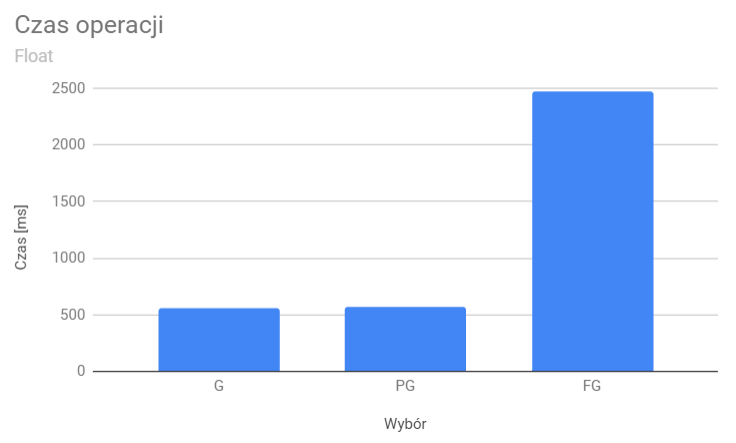 Czas operacji
Float
2500
2000
1500
1000
500
0
Czas [ms]
G
PG
FG
Wybór